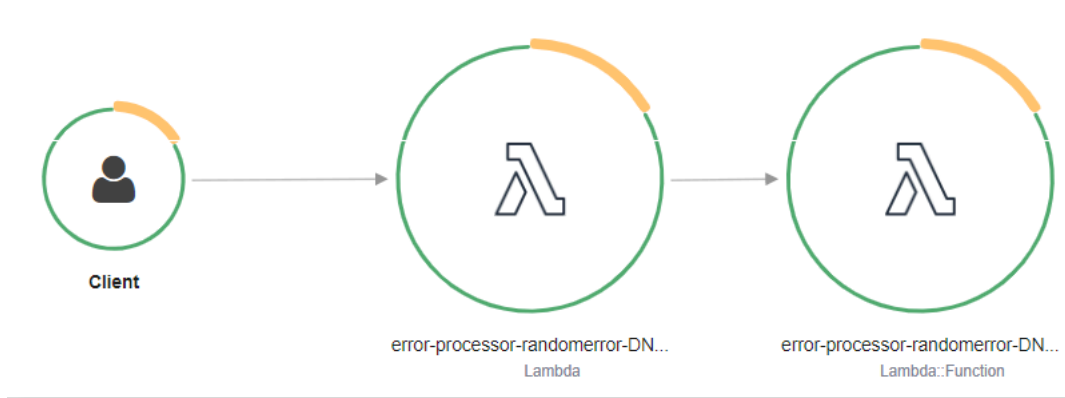 Client
error-processor-randomerror-DN...
Lambda
error-processor-randomerror-DN...
Lambda::Function